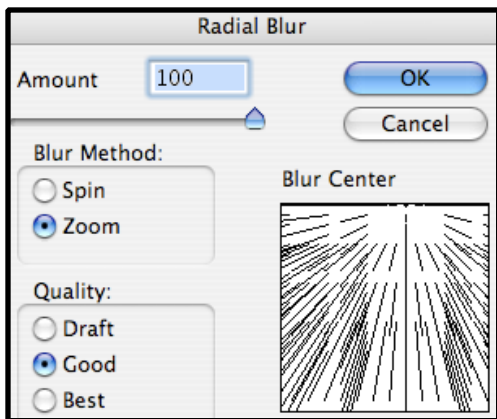 Radial Blur
Amount 100
OK
Cancel
Blur Method:
Spin
Zoom
Blur Center
Quality:
Draft
Good
Best